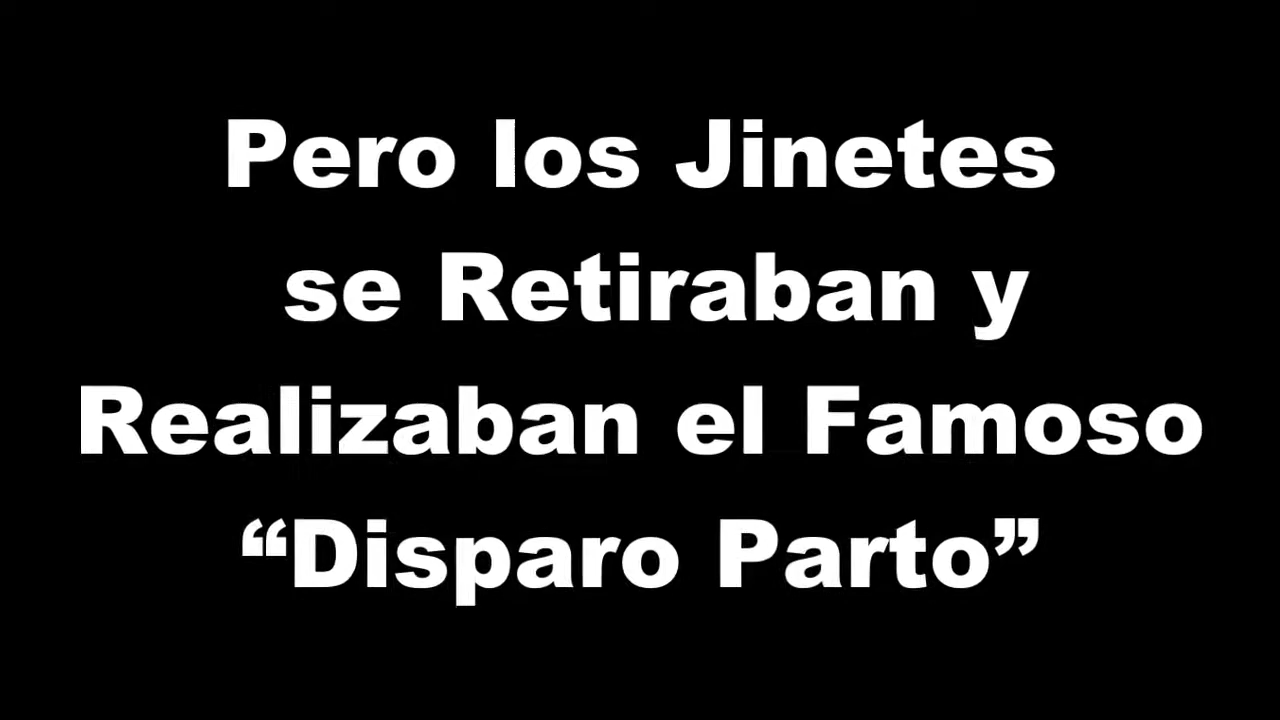 Pero los Jinetes
se Retiraban y
Realizaban el Famoso
“Disparo Parto”